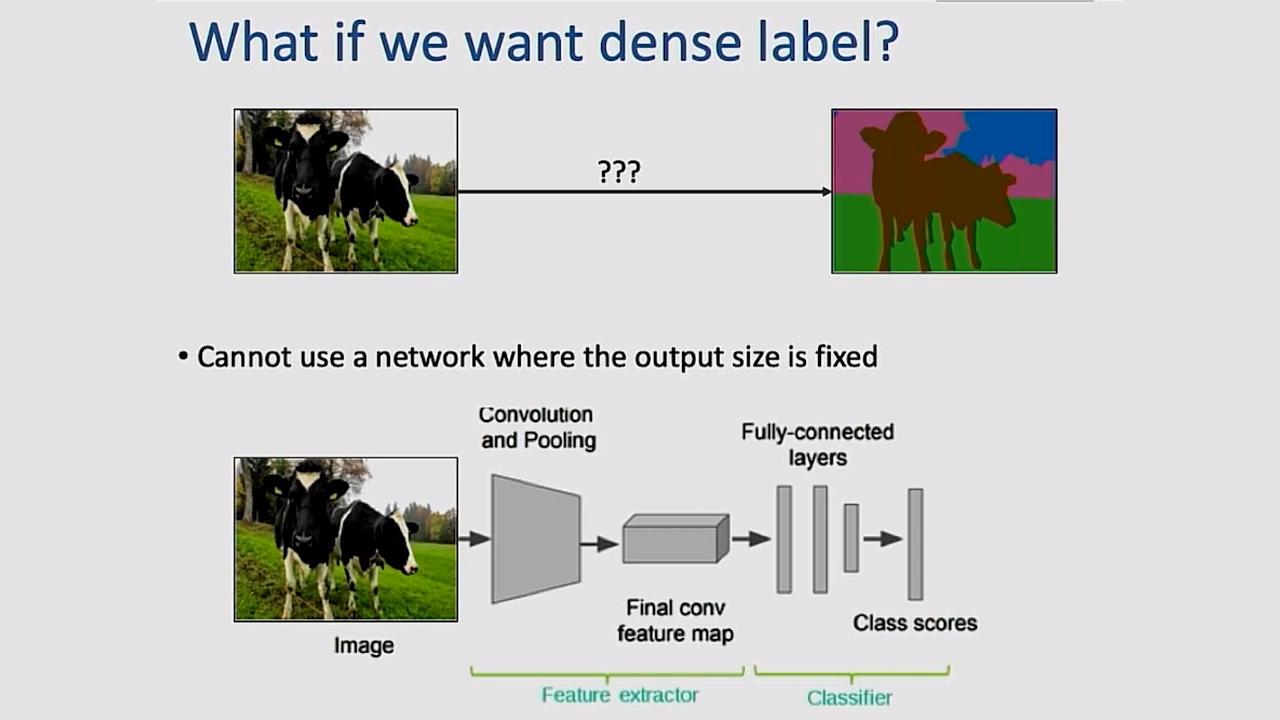 What if we want dense label?
???
• Cannot use a network where the output size is fixed
Convolution
and Pooling
Fully-connected
layers
Final conv
feature map
Class scores
Image
Feature extractor
Classifier